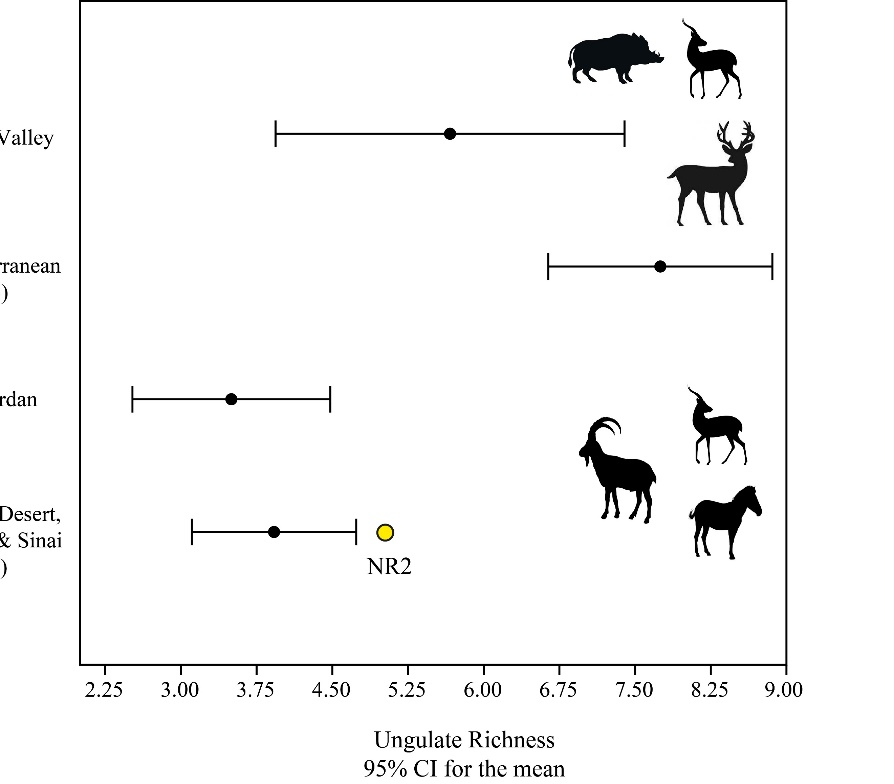 Valley
rranean
)
rdan
Desert,
& Sinai
)
NR2
2.25 3.00 3.75 4.50 5.25 6.00 6.75 7.50 8.25 9.00
Ungulate Richness
95% CI for the mean